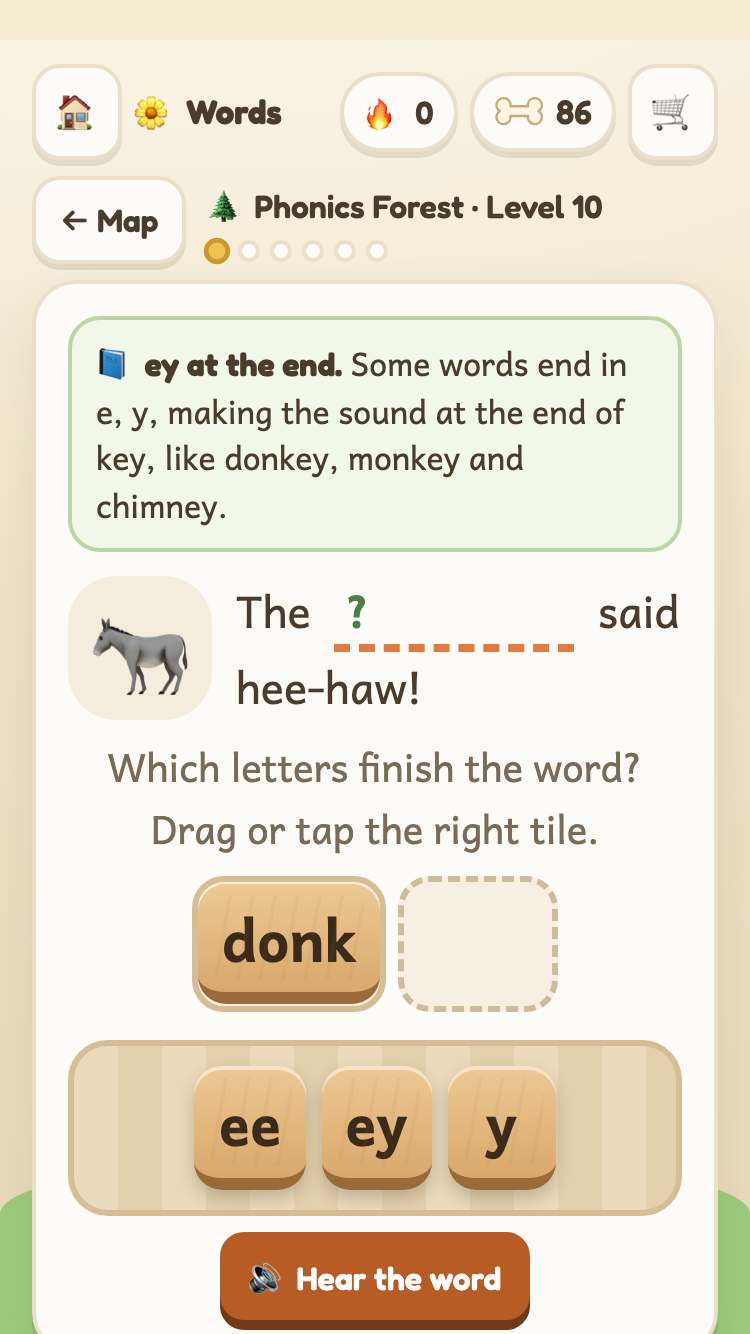 Words
0
86
← Map
Phonics Forest · Level 10
ey at the end. Some words end in
e, y, making the sound at the end of
key, like donkey, monkey and
chimney.
The ? said
hee-haw!
Which letters finish the word?
Drag or tap the right tile.
donk
ee ey y
Hear the word